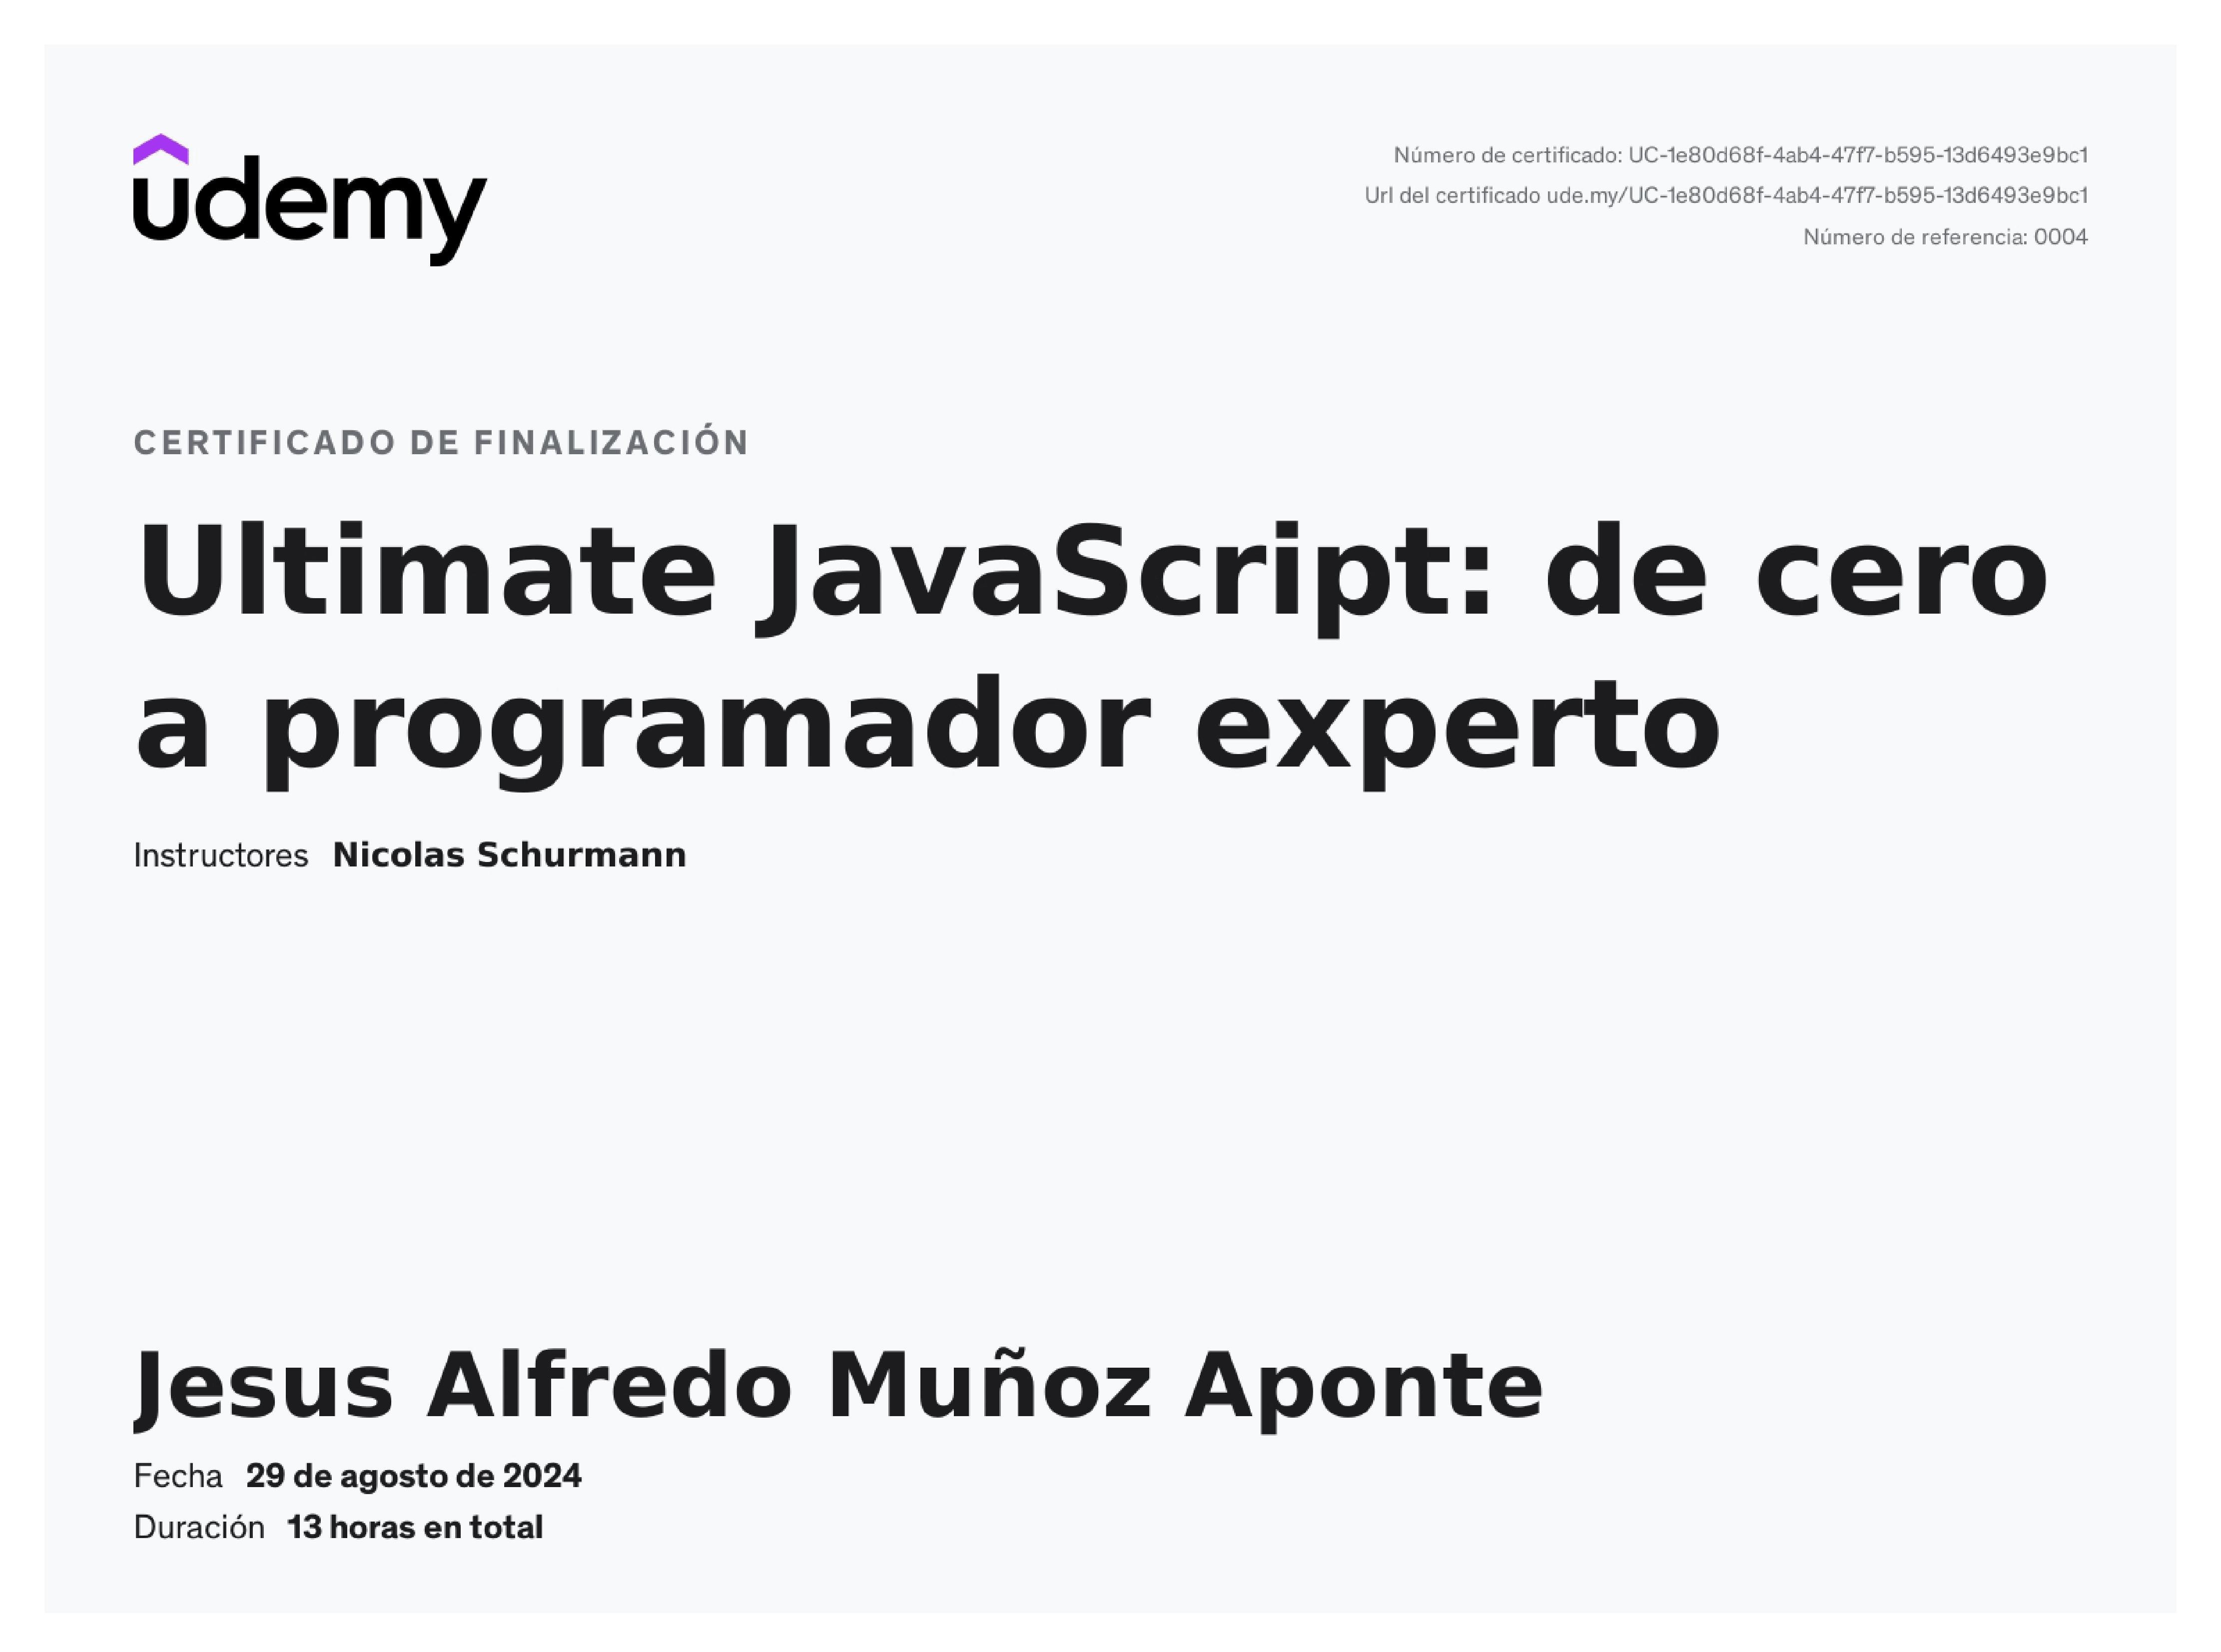 udemy
Número de certificado: UC-1e80d68f-4ab4-47f7-b595-13d6493e9bc1
Url del certificado ude.my/UC-1e80d68f-4ab4-47f7-b595-13d6493e9bc1
Número de referencia: 0004
CERTIFICADO DE FINALIZACIÓN
Ultimate JavaScript: de cero
a programador experto
Instructores Nicolas Schurmann
Jesus Alfredo Muñoz Aponte
Fecha 29 de agosto de 2024
Duración 13 horas en total